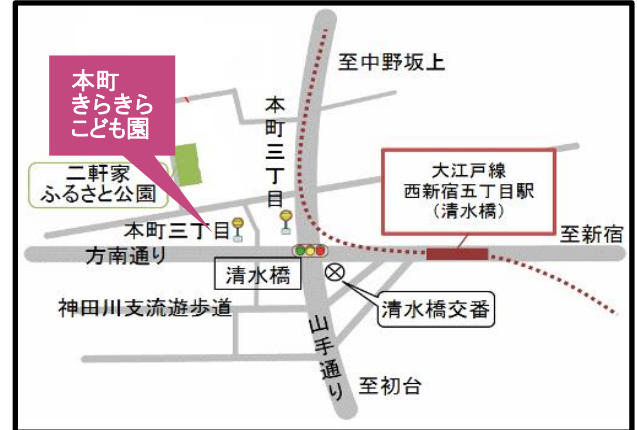 至中野坂上
本町
きらきら
こども園
本町三丁目
大江戸線
西新宿五丁目駅
（清水橋）
二軒家
ふるさと公園
本町三丁目
至新宿
方南通り
清水橋
神田川支流遊歩道
清水橋交番
山手通り
至初台